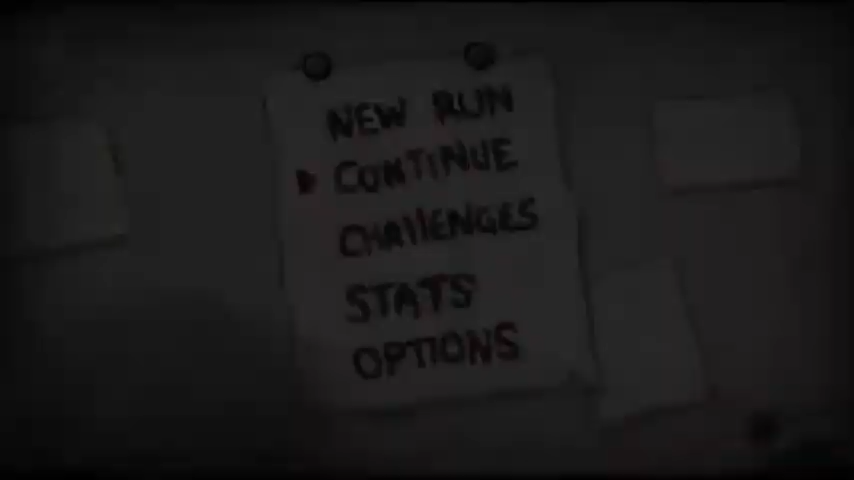 NEW RUN
CONTINUE
CHALLENGES
STATS
OPTIONS